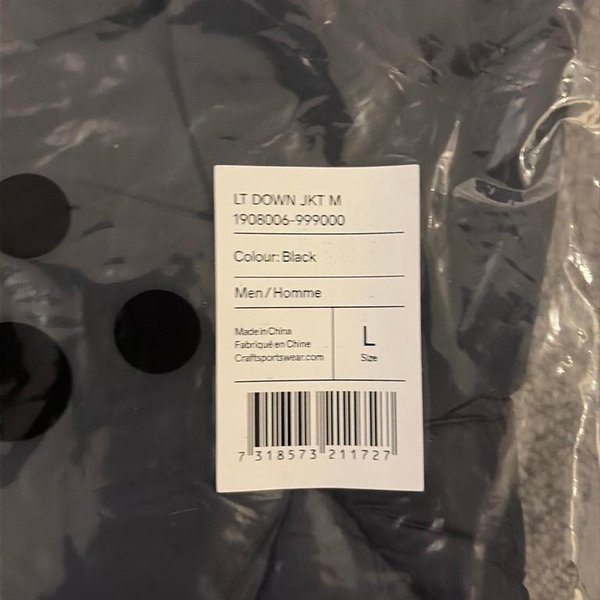 LT DOWN JKT M
1908006-999000
Colour: Black
Men/Homme
Made in China
Fabriqué en Chine
Craftsportswear.com
L
Size
7 318573 211727